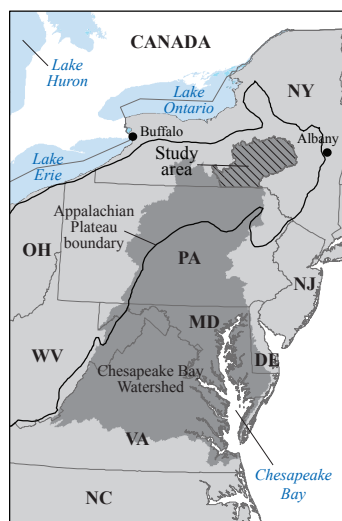 CANADA
Lake
Huron
Lake
Ontario
NY
Buffalo
Albany
Study
area
Lake
Erie
Appalachian
Plateau
boundary
OH
PA
NJ
MD
WV
DE
Chesapeake Bay
Watershed
VA
Chesapeake
Bay
NC